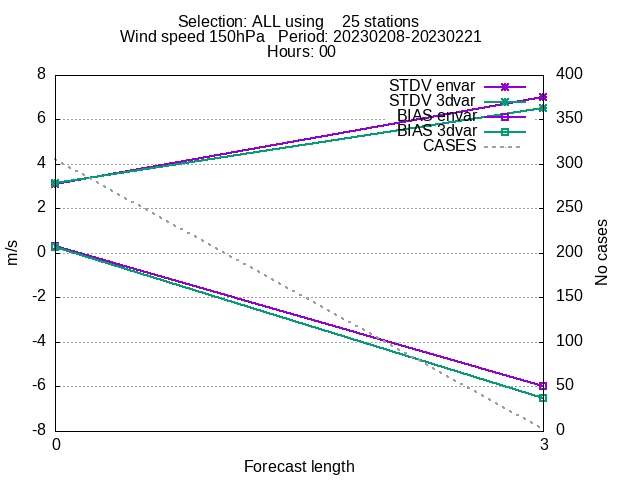 Selection: ALL using    25 stations
Wind speed 150hPa   Period: 20230208-20230221
Hours: 00
8
6
4
2
0
-2
-4
-6
-8
m/s
400
350
300
250
200
150
100
50
0
No cases
STDV envar
STDV 3dvar
BIAS envar
BIAS 3dvar
CASES
0
3
Forecast length